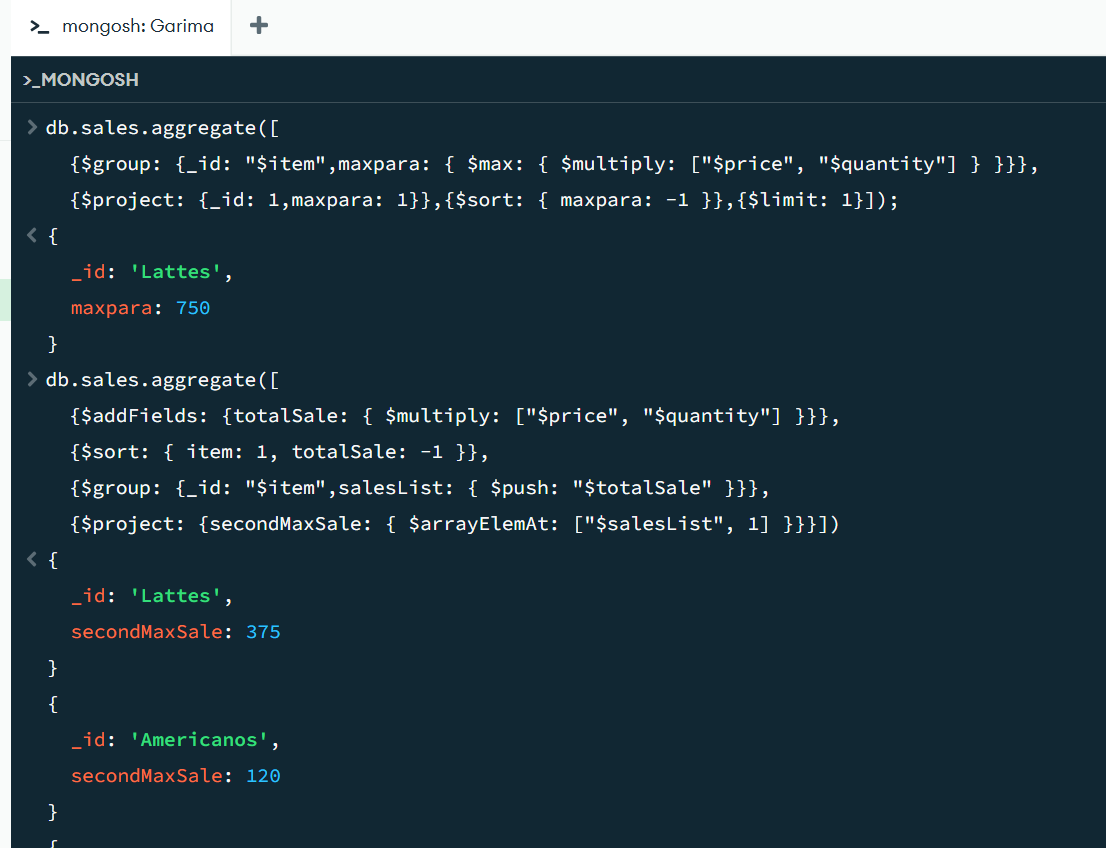 >_ mongosh: Garima +
>_MONGOSH
> db.sales.aggregate([
{$group: {_id: "$item",maxpara: { $max: { $multiply: ["$price", "$quantity"] } }}},
{$project: {_id: 1,maxpara: 1}},{$sort: { maxpara: -1 }},{$limit: 1}]);
< {
_id: 'Lattes',
maxpara: 750
}
> db.sales.aggregate([
{$addFields: {totalSale: { $multiply: ["$price", "$quantity"] }}},
{$sort: { item: 1, totalSale: -1 }},
{$group: {_id: "$item",salesList: { $push: "$totalSale" }}},
{$project: {secondMaxSale: { $arrayElemAt: ["$salesList", 1] }}}])
< {
_id: 'Lattes',
secondMaxSale: 375
}
{
_id: 'Americanos',
secondMaxSale: 120
}
{